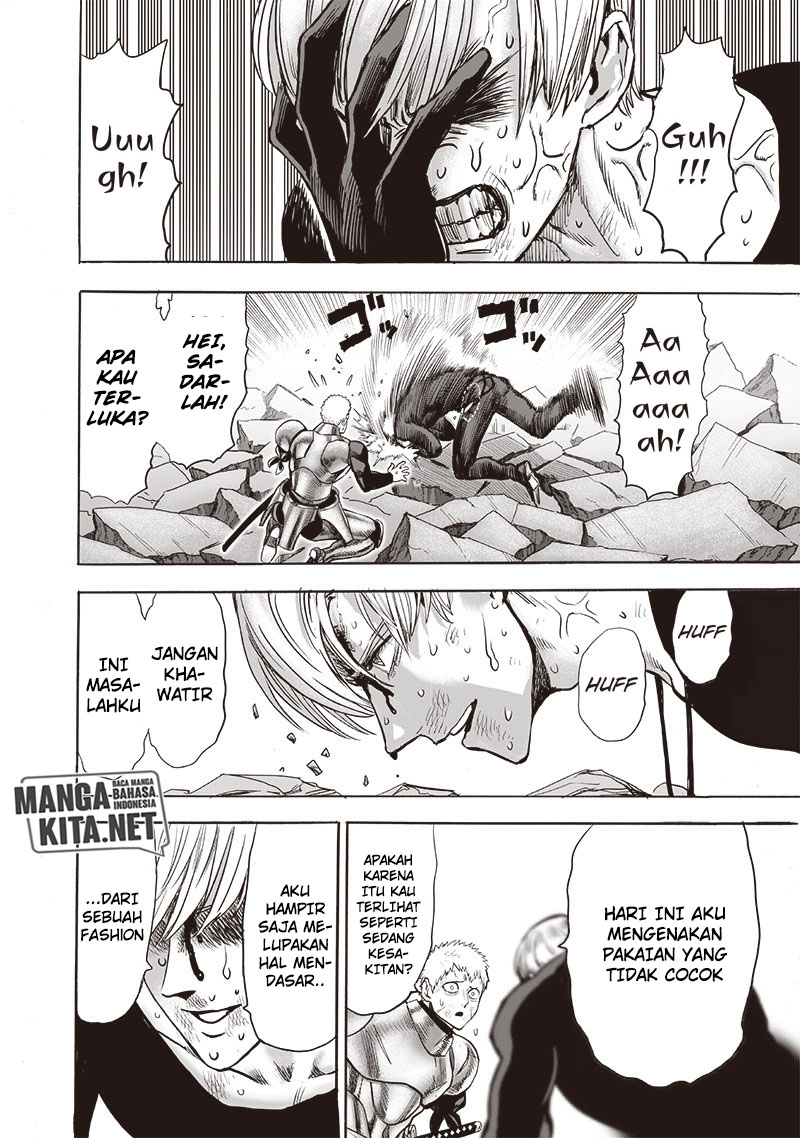 Guh
!!!
Uuu
gh!
Aa
Aaa
aaaa
ah!
ゴッ
ゴッ
HEI,
SA-
DAR-
LAH!
APA
KAU
TER-
LUKA?
HUFF
HUFF
JANGAN
KHA-
WATIR
INI
MASA-
LAHKU
MANGA
KITA.NET
BACA MANGA
BAHASA
INDONESIA
HARI INI AKU
MENGENAKAN
PAKAIAN YANG
TIDAK COCOK
APAKAH
KARENA
ITU KAU
TERLIHAT
SEPERTI
SEDANG
KESA-
KITAN?
AKU
HAMPIR
SAJA ME-
LUPAKAN
HAL MEN-
DASAR..
...DARI
SEBUAH
FASHION